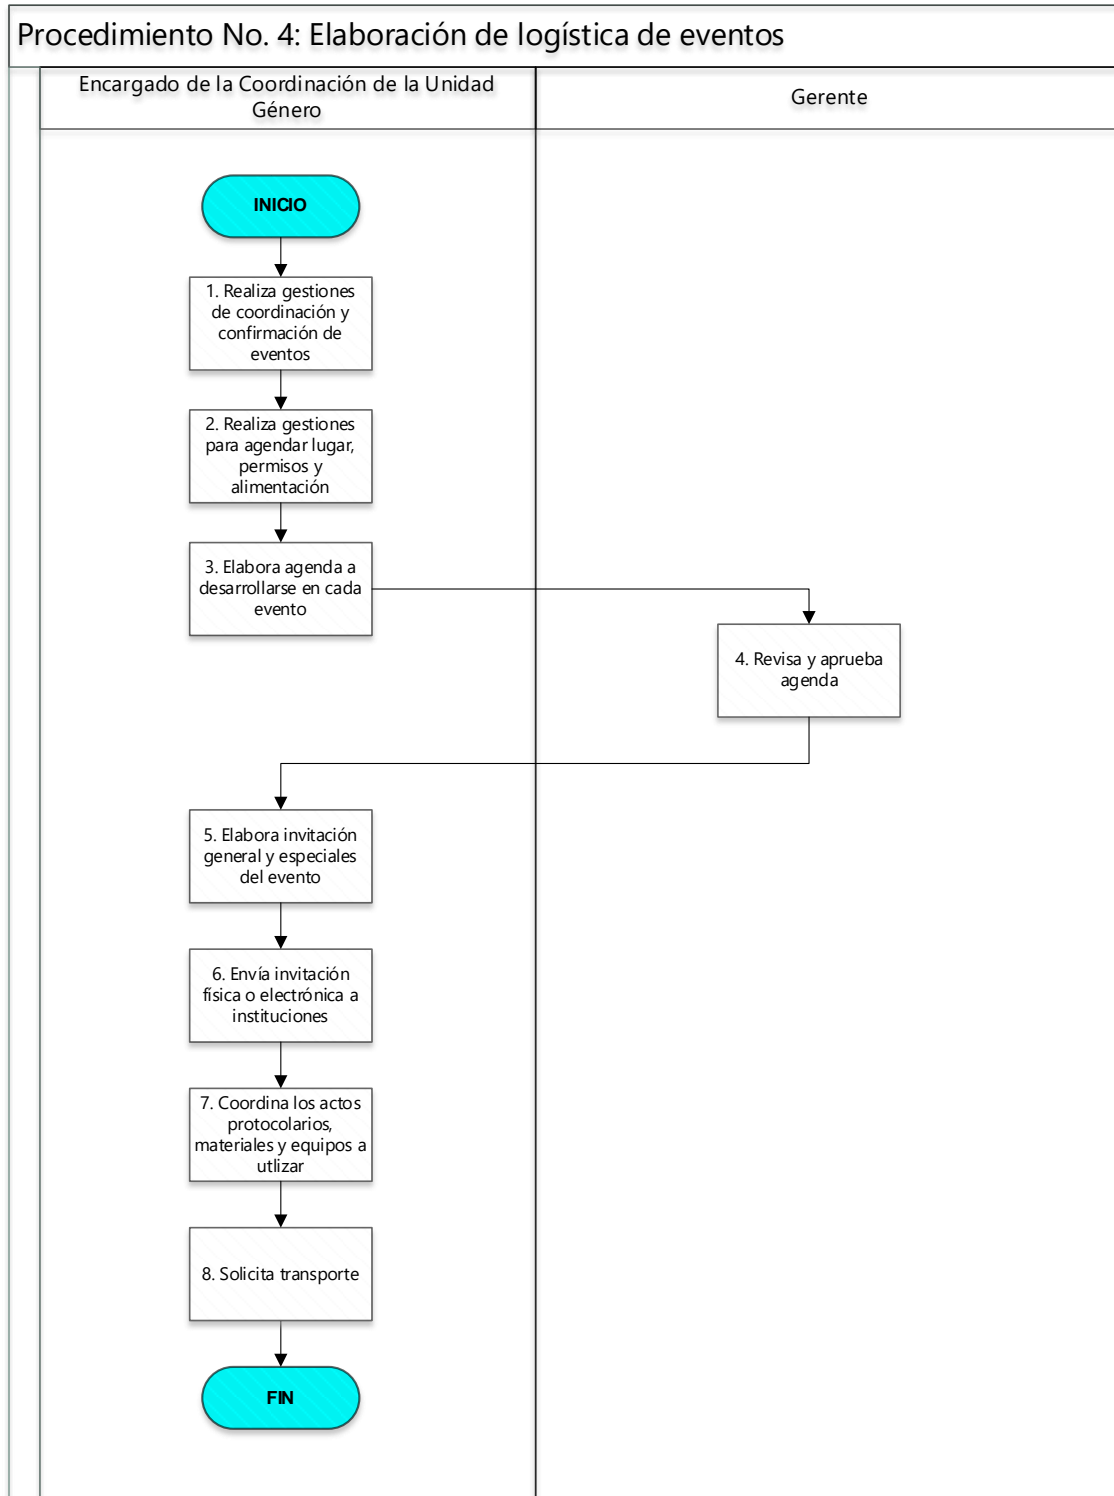 Procedimiento No. 4: Elaboración de logística de eventos
Encargado de la Coordinación de la Unidad
Género
Gerente
INICIO
1. Realiza gestiones
de coordinación y
confirmación de
eventos
2. Realiza gestiones
para agendar lugar,
permisos y
alimentación
3. Elabora agenda a
desarrollarse en cada
evento
4. Revisa y aprueba
agenda
5. Elabora invitación
general y especiales
del evento
6. Envía invitación
física o electrónica a
instituciones
7. Coordina los actos
protocolarios,
materiales y equipos a
utlizar
8. Solicita transporte
FIN